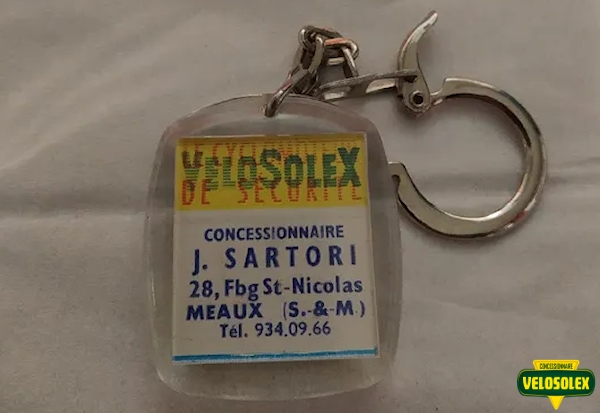 LE CYCLOMOTEUR
VELOSOLEX
DE SECURITE
CONCESSIONNAIRE
J. SARTORI
28, Fbg St-Nicolas
MEAUX (S.-&-M.)
Tél. 934.09.66
CONCESSIONNAIRE
VELOSOLEX